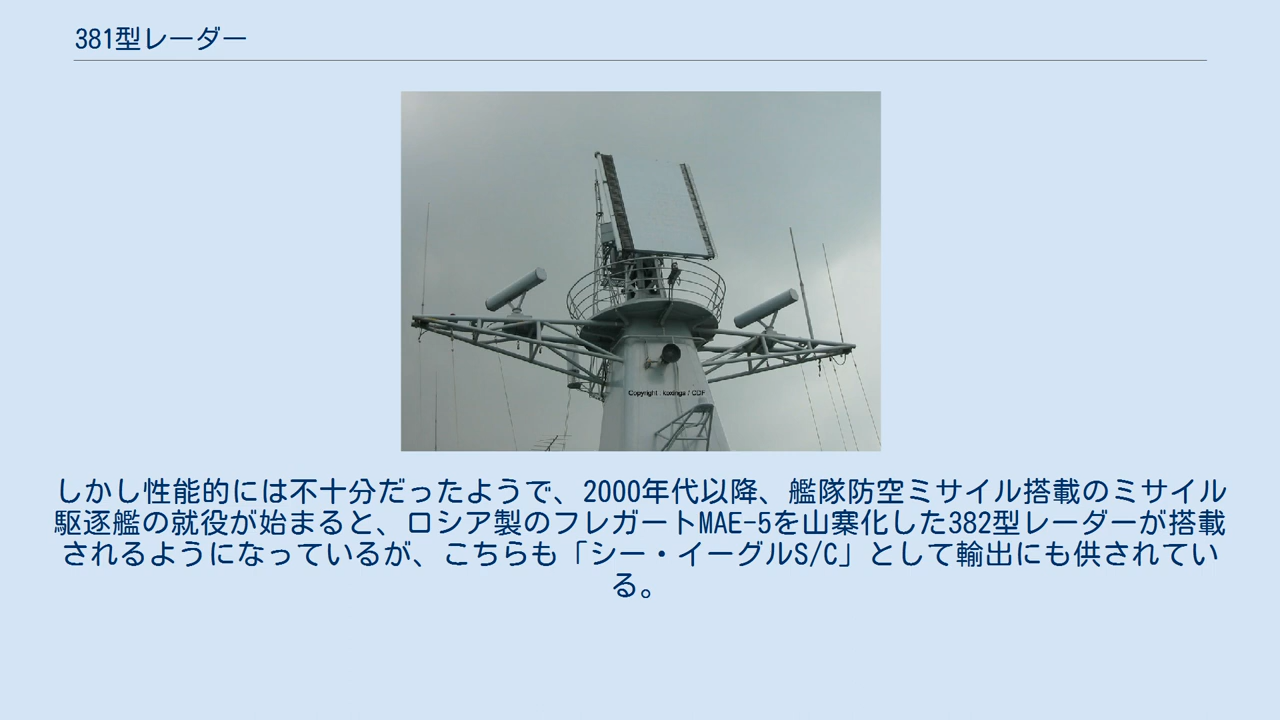 381型レーダー
Copyright : koxinga / CDF
しかし性能的には不十分だったようで、2000年代以降、艦隊防空ミサイル搭載のミサイル
駆逐艦の就役が始まると、ロシア製のフレガートMAE-5を山寨化した382型レーダーが搭載
されるようになっているが、こちらも「シー・イーグルS/C」として輸出にも供されてい
る。